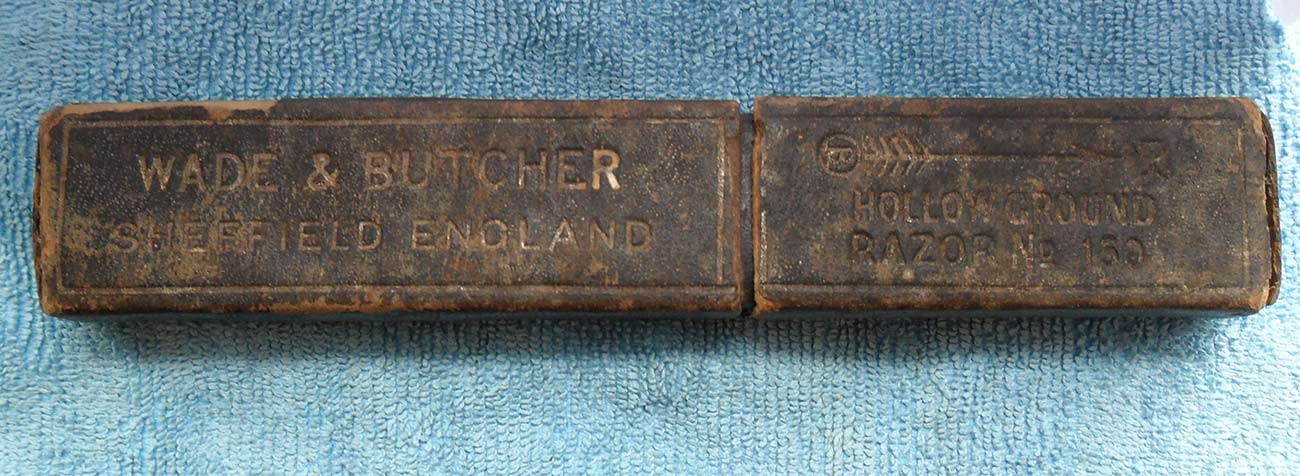 WADE & BUTCHER
SHEFFIELD ENGLAND
HOLLOW GROUND
RAZOR No 150